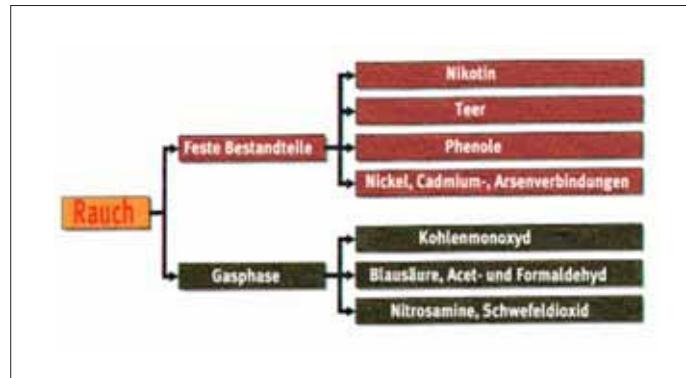 Rauch
Feste Bestandteile
Nikotin
Teer
Phenole
Nickel, Cadmium-, Arsenverbindungen
Gasphase
Kohlenmonoxyd
Blausäure, Acet- und Formaldehyd
Nitrosamine, Schwefeldioxid